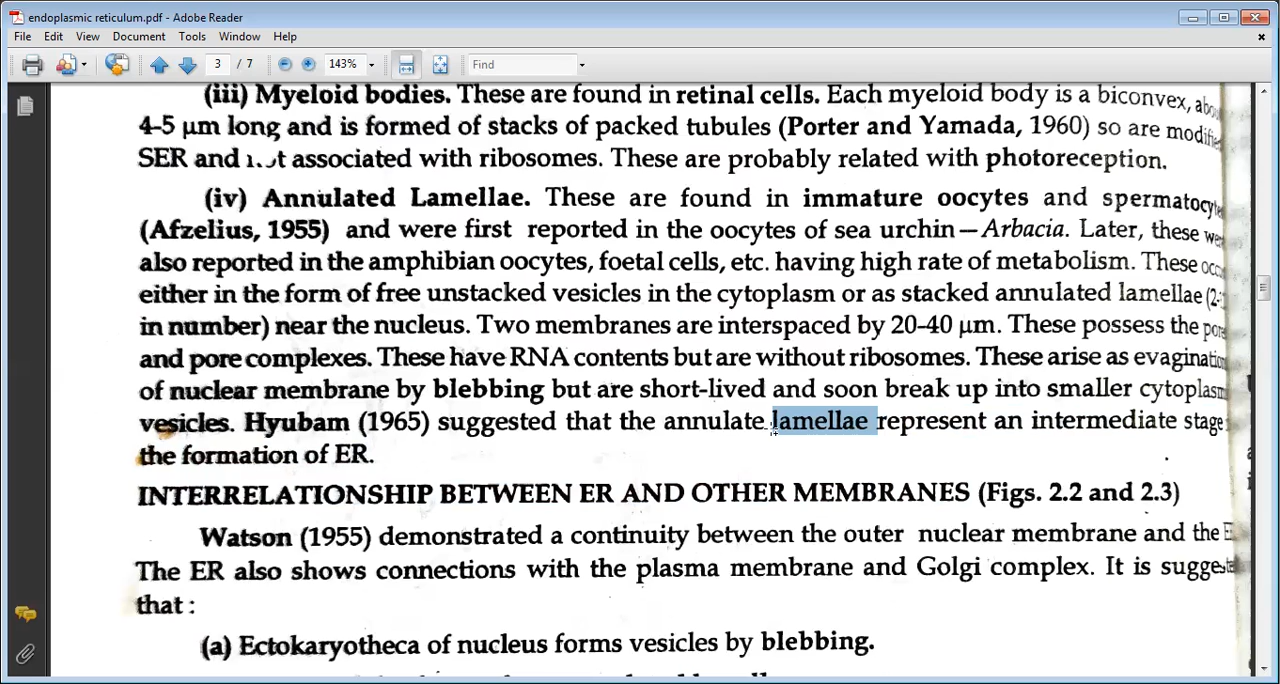 endoplasmic reticulum.pdf - Adobe Reader
File Edit View Document Tools Window Help
3 / 7 143% Find
(iii) Myeloid bodies. These are found in retinal cells. Each myeloid body is a biconvex,
4-5 μm long and is formed of stacks of packed tubules (Porter and Yamada, 1960) so are
SER and associated with ribosomes. These are probably related with photoreception.
(iv) Annulated Lamellae. These are found in immature oocytes and
(Afzelius, 1955) and were first reported in the oocytes of sea urchin—Arbacia. Later, these
also reported in the amphibian oocytes, foetal cells, etc. having high rate of metabolism. These
either in the form of free unstacked vesicles in the cytoplasm or as stacked annulated lamellae
in number) near the nucleus. Two membranes are interspaced by 20-40 μm. These possess the
and pore complexes. These have RNA contents but are without ribosomes. These arise as
of nuclear membrane by blebbing but are short-lived and soon break up into smaller
vesicles. Hyubam (1965) suggested that the annulate lamellae represent an intermediate stage
the formation of ER.
INTERRELATIONSHIP BETWEEN ER AND OTHER MEMBRANES (Figs. 2.2 and 2.3)
Watson (1955) demonstrated a continuity between the outer nuclear membrane and the
The ER also shows connections with the plasma membrane and Golgi complex. It is
that :
(a) Ectokaryotheca of nucleus forms vesicles by blebbing.